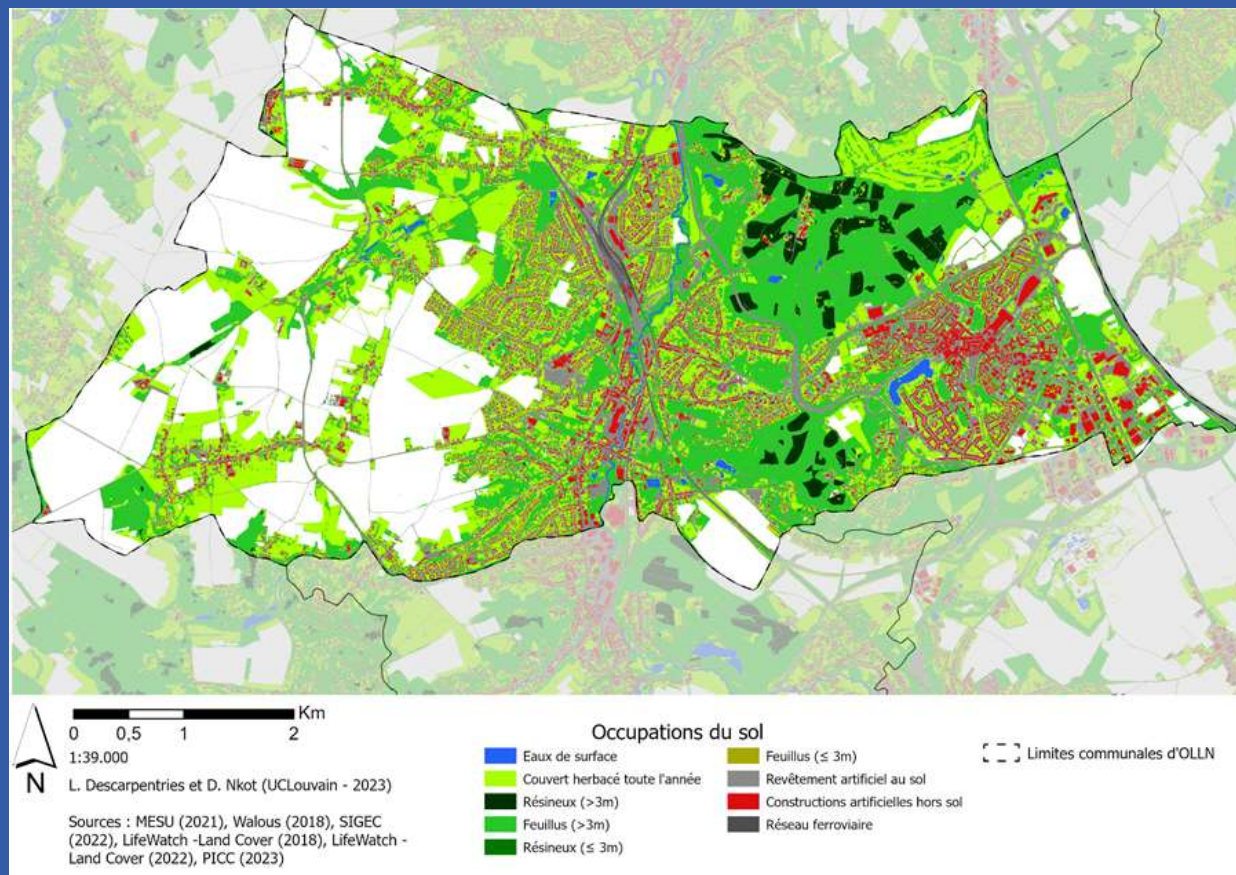 Km
0 0,5 1 2
1:39.000
N
L. Descarpentries et D. Nkot (UCLouvain - 2023)
Sources : MESU (2021), Walous (2018), SIGEC
(2022), LifeWatch -Land Cover (2018), LifeWatch -
Land Cover (2022), PICC (2023)
Occupations du sol
Eaux de surface
Couvert herbacé toute l'année
Résineux (>3m)
Feuillus (>3m)
Résineux (≤ 3m)
Feuillus (≤ 3m)
Revêtement artificiel au sol
Constructions artificielles hors sol
Réseau ferroviaire
Limites communales d'OLLN